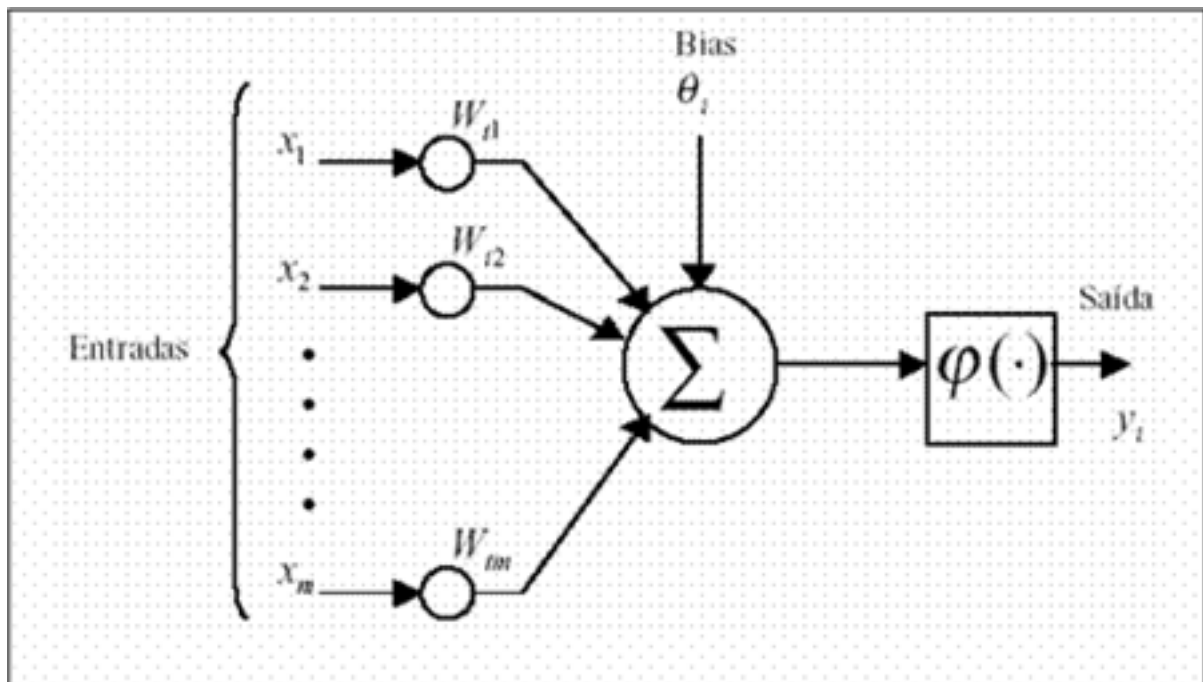 Bias
θi
Wi1
x1
Wi2
x2
Entradas
Σ
φ(·)
Saída
yi
Wim
xm